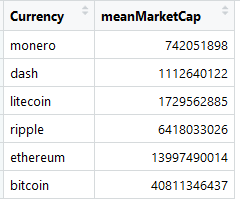 Currency meanMarketCap
monero 742051898
dash 1112640122
litecoin 1729562885
ripple 6418033026
ethereum 13997490014
bitcoin 40811346437